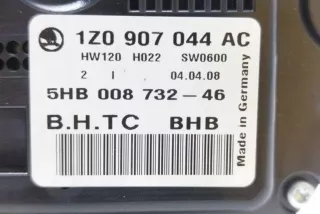 1Z0 907 044 AC
HW120 H022 SW0600
2 I 04.04.08
5HB 008 732-46
B.H.TC BHB
Made in Germany